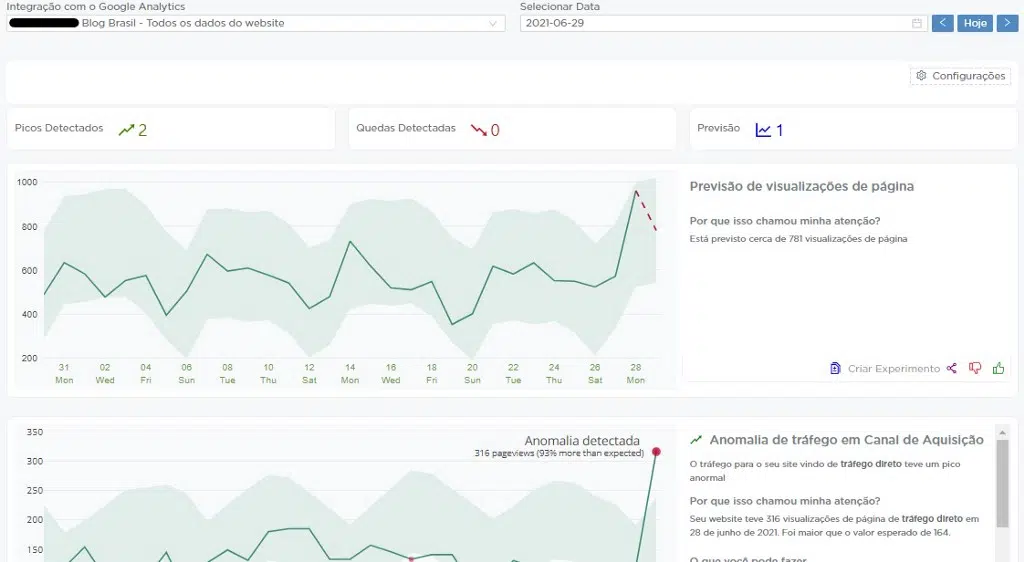 Integração com o Google Analytics
Selecionar Data
Blog Brasil - Todos os dados do website
2021-06-29
< Hoje >
Configurações
Picos Detectados 2
Quedas Detectadas 0
Previsão 1
1000
800
600
400
200
31 02 04 06 08 10 12 14 16 18 20 22 24 26 28
Mon Wed Fri Sun Tue Thu Sat Mon Wed Fri Sun Tue Thu Sat Mon
Previsão de visualizações de página
Por que isso chamou minha atenção?
Está previsto cerca de 781 visualizações de página
Criar Experimento
350
300
250
200
150
Anomalia detectada
316 pageviews (93% more than expected)
Anomalia de tráfego em Canal de Aquisição
O tráfego para o seu site vindo de tráfego direto teve um pico
anormal
Por que isso chamou minha atenção?
Seu website teve 316 visualizações de página de tráfego direto em
28 de junho de 2021. Foi maior que o valor esperado de 164.
O que você pode fazer